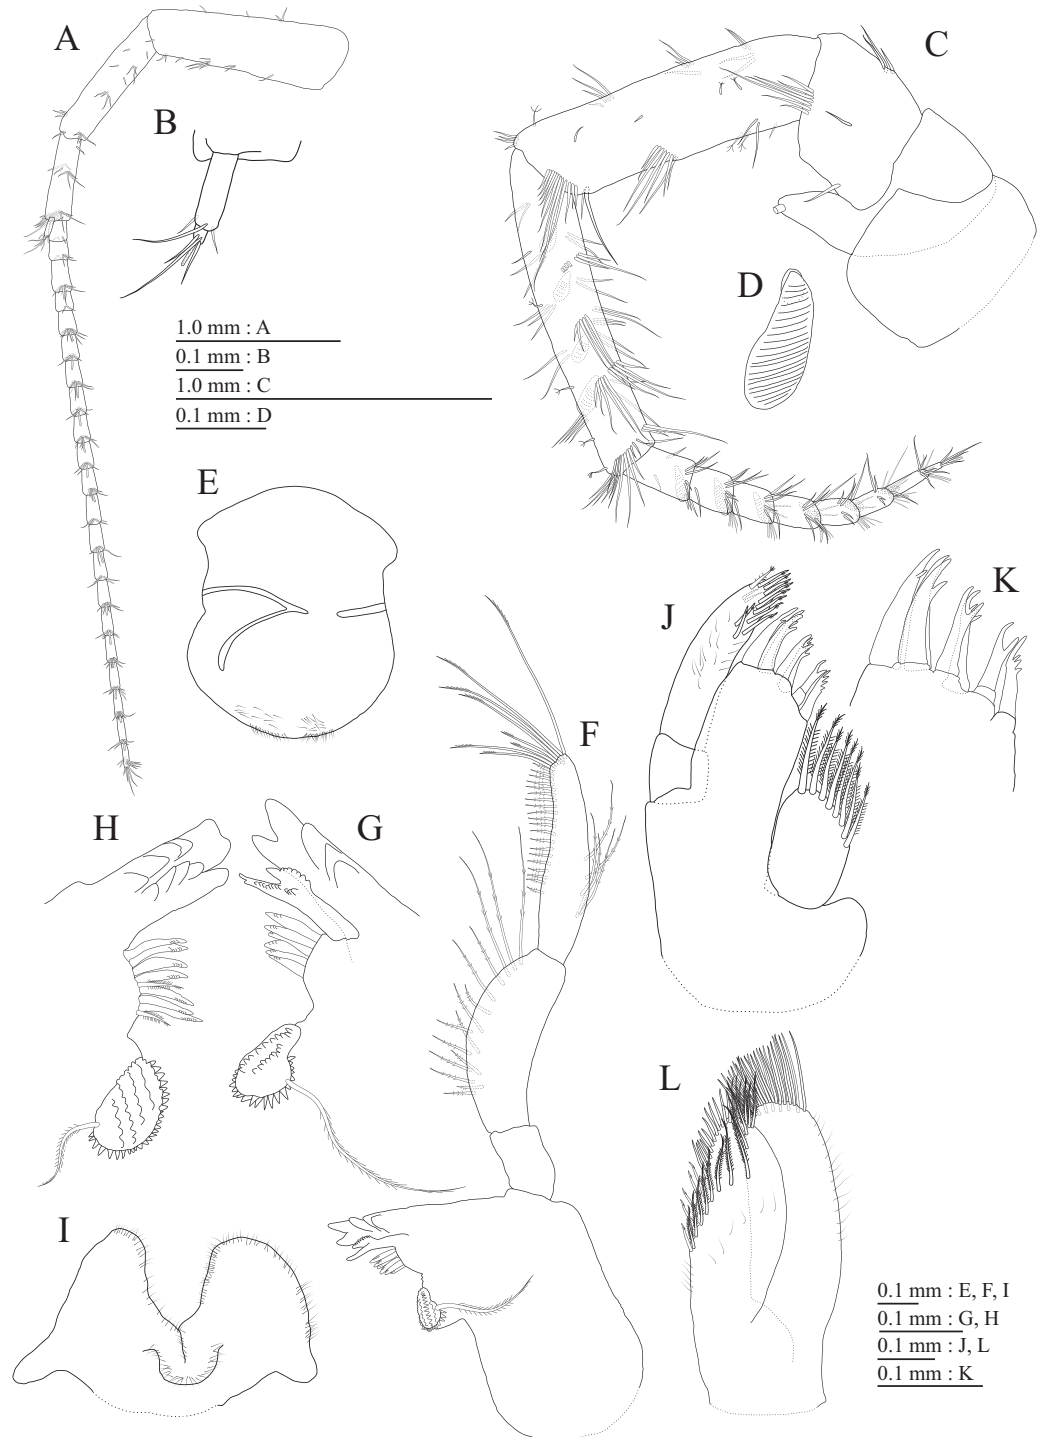 A
C
B
D
1.0 mm : A
0.1 mm : B
1.0 mm : C
0.1 mm : D
E
K
J
F
H
G
L
I
0.1 mm : E, F, I
0.1 mm : G, H
0.1 mm : J, L
0.1 mm : K